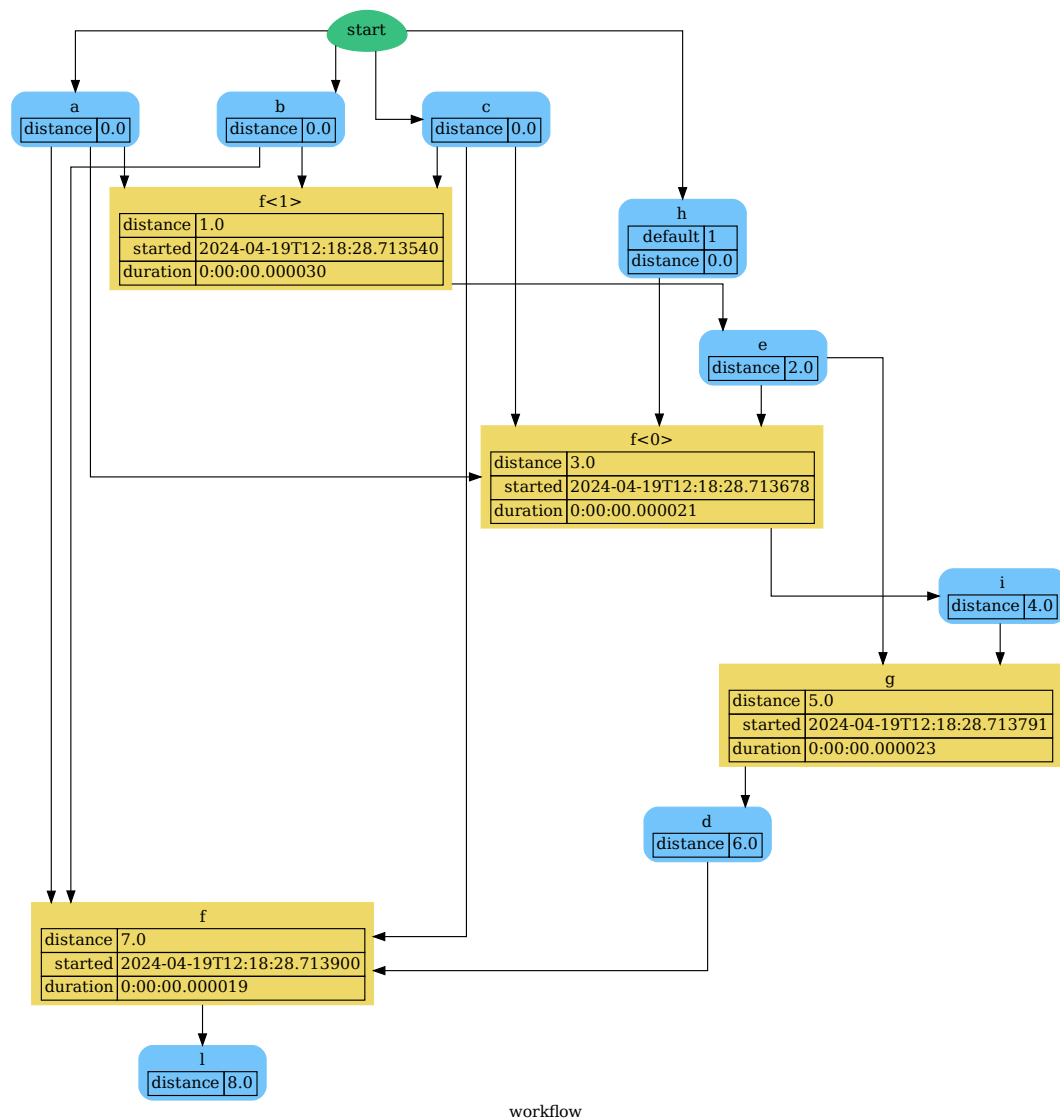 start
a
distance 0.0
b
distance 0.0
c
distance 0.0
f<1>
distance 1.0
started 2024-04-19T12:18:28.713540
duration 0:00:00.000030
h
default 1
distance 0.0
e
distance 2.0
f<0>
distance 3.0
started 2024-04-19T12:18:28.713678
duration 0:00:00.000021
i
distance 4.0
g
distance 5.0
started 2024-04-19T12:18:28.713791
duration 0:00:00.000023
d
distance 6.0
f
distance 7.0
started 2024-04-19T12:18:28.713900
duration 0:00:00.000019
l
distance 8.0
workflow